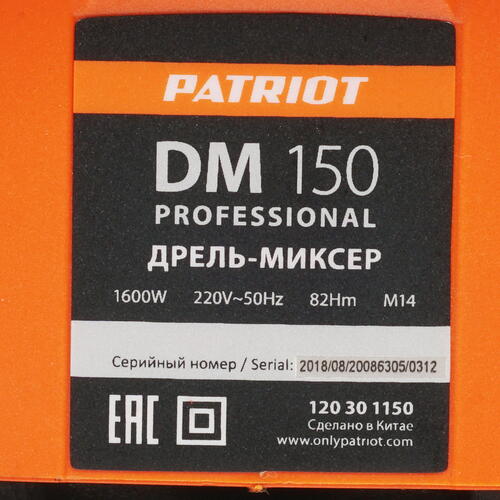 PATRIOT
DM 150
PROFESSIONAL
ДРЕЛЬ-МИКСЕР
1600W 220V~50Hz 82Hm M14
Серийный номер / Serial: 2018/08/20086305/0312
EAC 120 30 1150
Сделано в Китае
www.onlypatriot.com